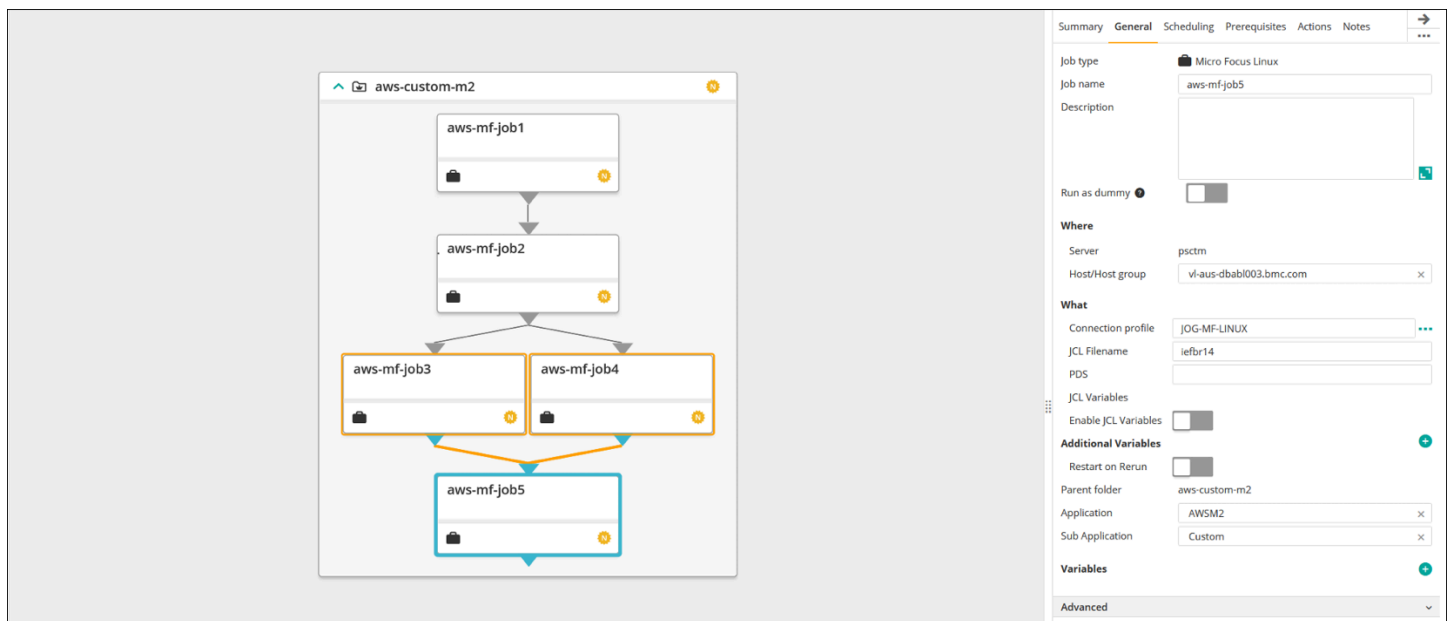 aws-custom-m2
N
aws-mf-job1
N
aws-mf-job2
N
aws-mf-job3
N
aws-mf-job4
N
aws-mf-job5
N
Summary General Scheduling Prerequisites Actions Notes
Job type Micro Focus Linux
Job name aws-mf-job5
Description
Run as dummy ?
Where
Server psctm
Host/Host group vl-aus-dbabl003.bmc.com
What
Connection profile JOG-MF-LINUX
JCL Filename iefbr14
PDS
JCL Variables
Enable JCL Variables
Additional Variables
Restart on Rerun
Parent folder aws-custom-m2
Application AWSM2
Sub Application Custom
Variables
Advanced